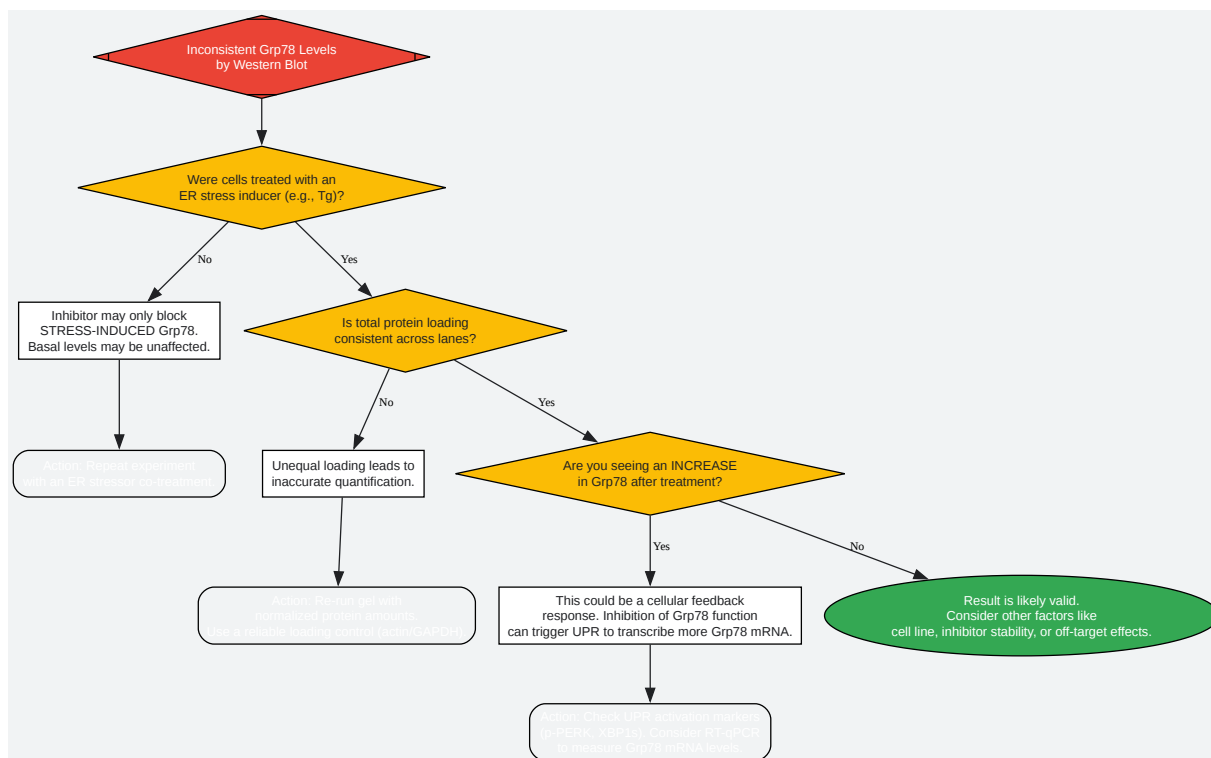 Inconsistent Grp78 Levels
by Western Blot
Were cells treated with an
ER stress inducer (e.g., Tg)?
No
Yes
Inhibitor may only block
STRESS-INDUCED Grp78.
Basal levels may be unaffected.
Is total protein loading
consistent across lanes?
No
Yes
Action: Repeat experiment
with an ER stressor co-treatment.
Unequal loading leads to
inaccurate quantification.
Are you seeing an INCREASE
in Grp78 after treatment?
Yes
No
Action: Re-run gel with
normalized protein amounts.
Use a reliable loading control (actin/GAPDH).
This could be a cellular feedback
response. Inhibition of Grp78 function
can trigger UPR to transcribe more Grp78 mRNA.
Result is likely valid.
Consider other factors like
cell line, inhibitor stability, or off-target effects.
Action: Check UPR activation markers
(p-PERK, XBP1s). Consider RT-qPCR
to measure Grp78 mRNA levels.